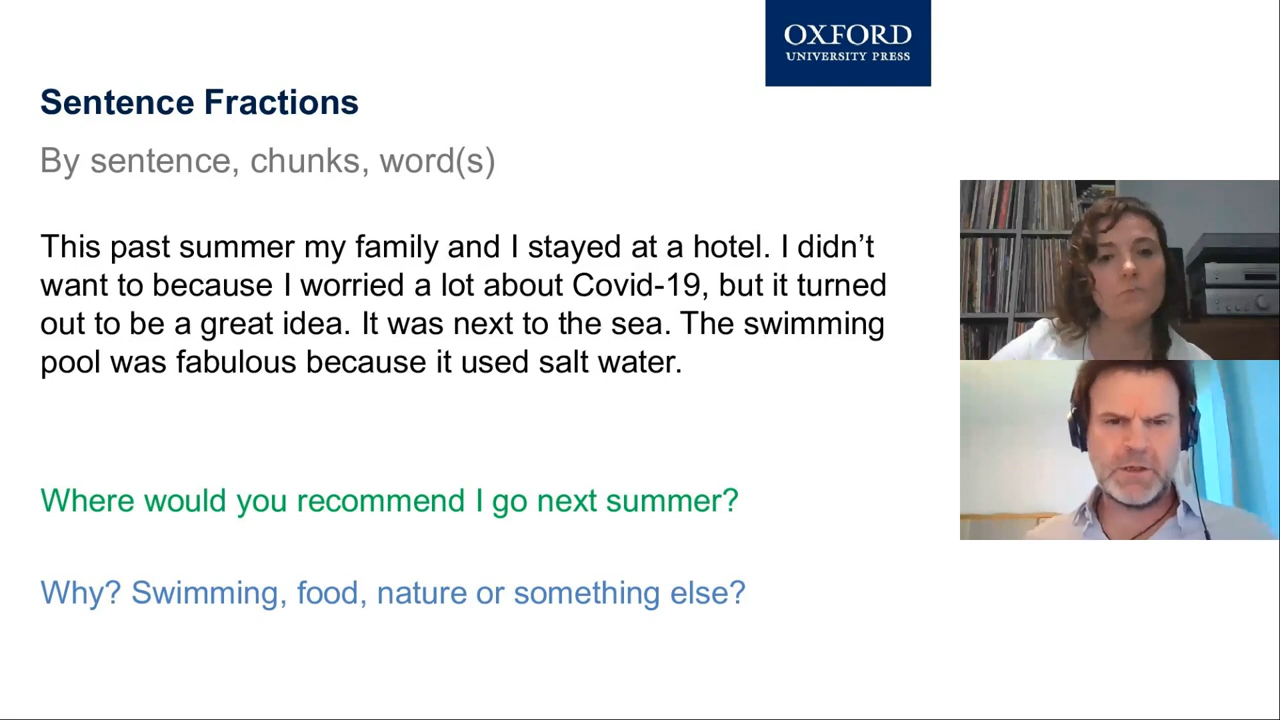 OXFORD
UNIVERSITY PRESS
Sentence Fractions
By sentence, chunks, word(s)
This past summer my family and I stayed at a hotel. I didn’t
want to because I worried a lot about Covid-19, but it turned
out to be a great idea. It was next to the sea. The swimming
pool was fabulous because it used salt water.
Where would you recommend I go next summer?
Why? Swimming, food, nature or something else?